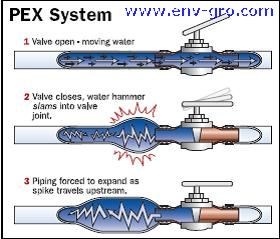 PEX System
www.env-gro.com
1 Valve open - moving water
2 Valve closes, water hammer
slams into valve
joint.
3 Piping forced to expand as
spike travels upstream.